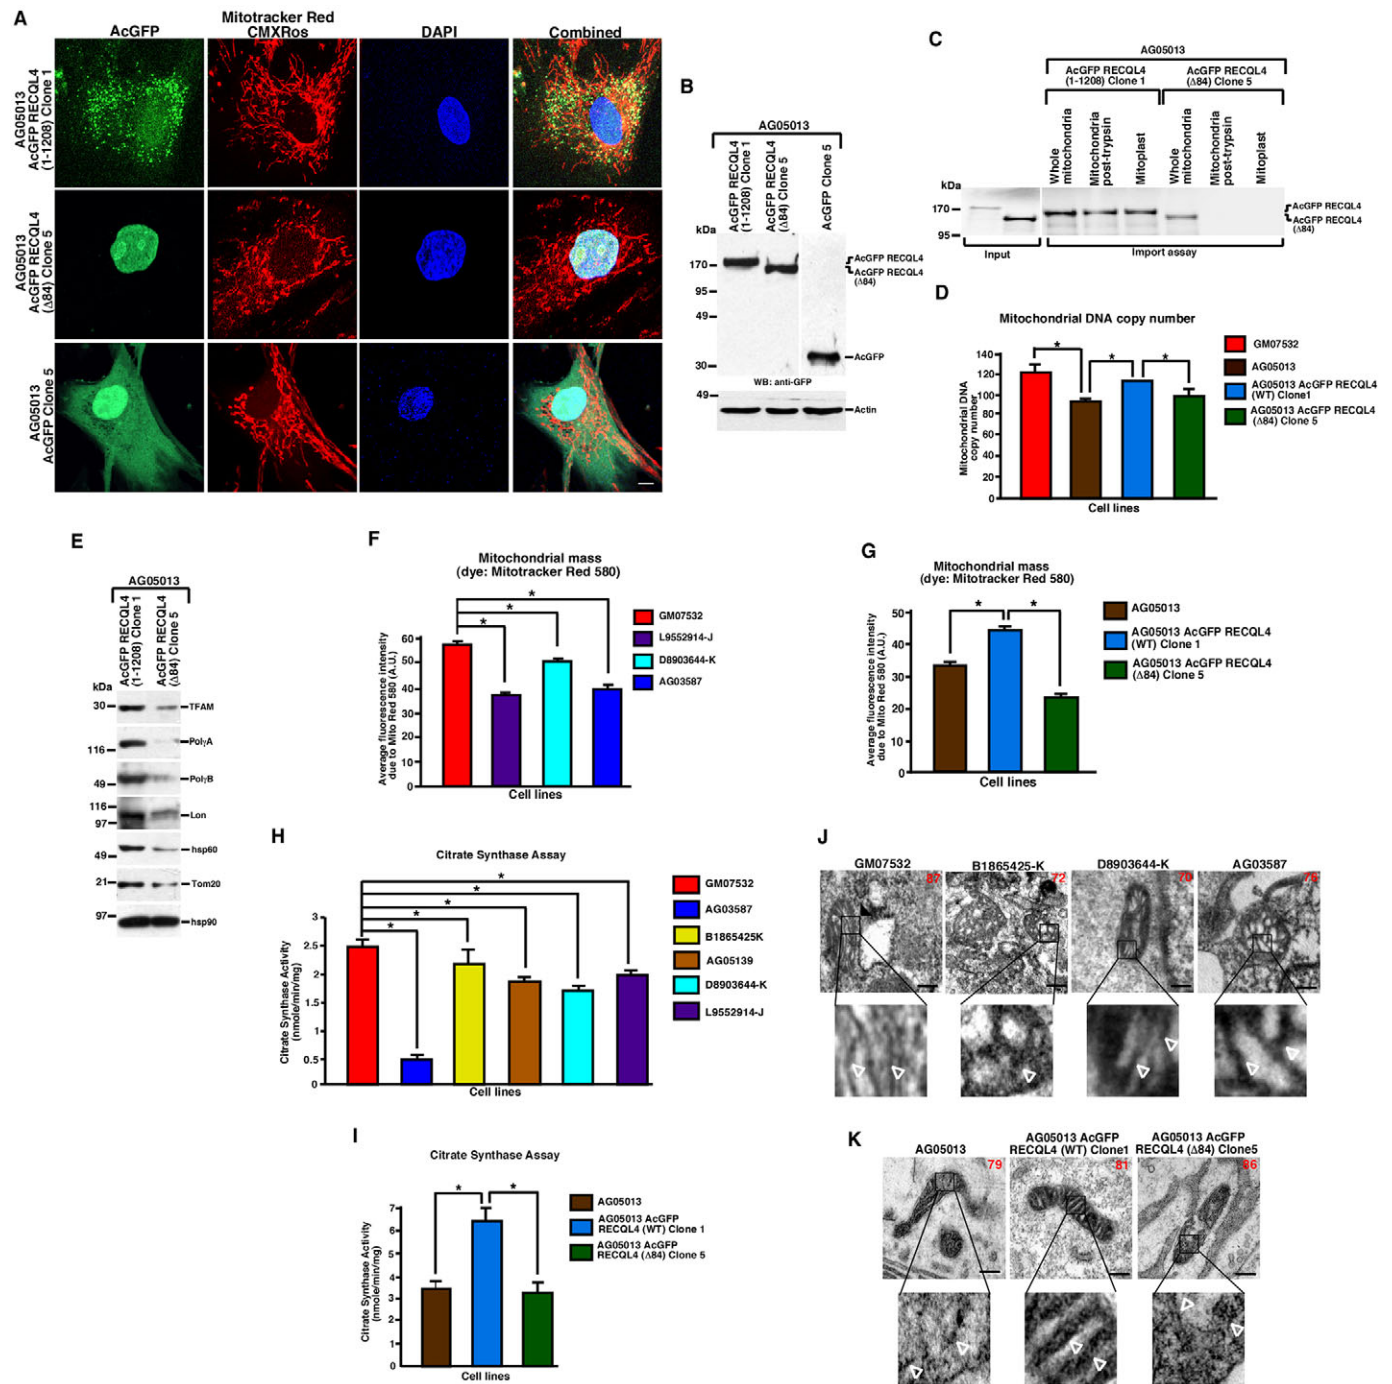 A
AcGFP
Mitotracker Red
CMXRos
DAPI
Combined
AG05013
AcGFP RECQL4
(1-1208) Clone 1
AG05013
AcGFP RECQL4
(Δ84) Clone 5
AG05013
AcGFP Clone 5
B
AG05013
AcGFP RECQL4
(1-1208) Clone 1
AcGFP RECQL4
(Δ84) Clone 5
AcGFP Clone 5
kDa
170
95
49
30
AcGFP RECQL4
AcGFP RECQL4
(Δ84)
AcGFP
WB: anti-GFP
49
Actin
C
AG05013
AcGFP RECQL4
(1-1208) Clone 1
AcGFP RECQL4
(Δ84) Clone 5
Whole
mitochondria
Mitochondria
post-trypsin
Mitoplast
Whole
mitochondria
Mitochondria
post-trypsin
Mitoplast
kDa
170
95
AcGFP RECQL4
AcGFP RECQL4
(Δ84)
Input
Import assay
D
Mitochondrial DNA copy number
Mitochondrial DNA
copy number
140
120
100
80
60
40
20
0
* * *
Cell lines
GM07532
AG05013
AG05013 AcGFP RECQL4
(WT) Clone1
AG05013 AcGFP RECQL4
(Δ84) Clone 5
E
AG05013
AcGFP RECQL4
(1-1208) Clone 1
AcGFP RECQL4
(Δ84) Clone 5
kDa
30
TFAM
116
PolγA
49
PolγB
116
97
Lon
49
hsp60
21
Tom20
97
hsp90
F
Mitochondrial mass
(dye: Mitotracker Red 580)
Average fluorescence intensity
due to Mito Red 580 (A.U.)
60
50
40
30
20
10
0
*
*
*
Cell lines
GM07532
L9552914-J
D8903644-K
AG03587
G
Mitochondrial mass
(dye: Mitotracker Red 580)
Average fluorescence intensity
due to Mito Red 580 (A.U.)
50
40
30
20
10
0
* *
Cell lines
AG05013
AG05013 AcGFP RECQL4
(WT) Clone 1
AG05013 AcGFP RECQL4
(Δ84) Clone 5
H
Citrate Synthase Assay
Citrate Synthase Activity
(nmole/min/mg)
3
2.5
2
1.5
1
0.5
0
*
*
*
*
*
Cell lines
GM07532
AG03587
B1865425K
AG05139
D8903644-K
L9552914-J
I
Citrate Synthase Assay
Citrate Synthase Activity
(nmole/min/mg)
7
6
5
4
3
2
1
0
* *
Cell lines
AG05013
AG05013 AcGFP
RECQL4 (WT) Clone 1
AG05013 AcGFP
RECQL4 (Δ84) Clone 5
J
GM07532
B1865425-K
D8903644-K
AG03587
87
72
70
K
AG05013
AG05013 AcGFP
RECQL4 (WT) Clone1
AG05013 AcGFP
RECQL4 (Δ84) Clone5
79
81
86